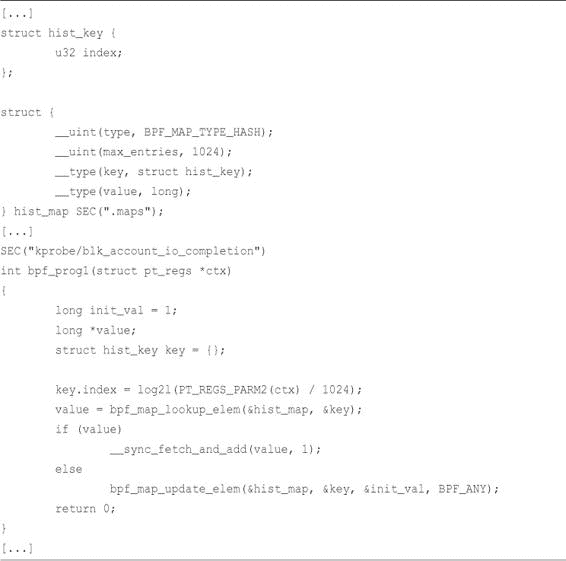 [...]
struct hist_key {
        u32 index;
};

struct {
        __uint(type, BPF_MAP_TYPE_HASH);
        __uint(max_entries, 1024);
        __type(key, struct hist_key);
        __type(value, long);
} hist_map SEC(".maps");
[...]
SEC("kprobe/blk_account_io_completion")
int bpf_prog1(struct pt_regs *ctx)
{
        long init_val = 1;
        long *value;
        struct hist_key key = {};

        key.index = log2l(PT_REGS_PARM2(ctx) / 1024);
        value = bpf_map_lookup_elem(&hist_map, &key);
        if (value)
                __sync_fetch_and_add(value, 1);
        else
                bpf_map_update_elem(&hist_map, &key, &init_val, BPF_ANY);
        return 0;
}
[...]